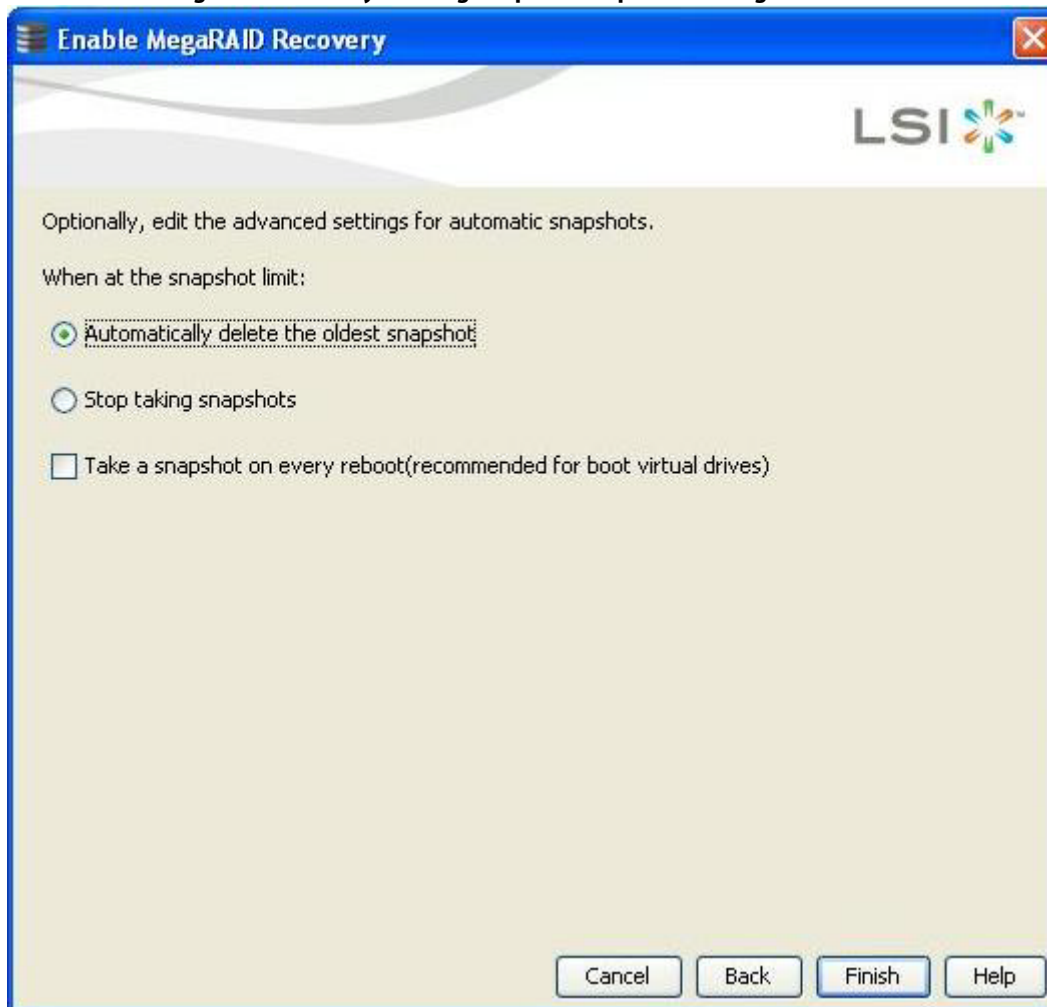 Enable MegaRAID Recovery
LSI
Optionally, edit the advanced settings for automatic snapshots.
When at the snapshot limit:
Automatically delete the oldest snapshot
Stop taking snapshots
Take a snapshot on every reboot(recommended for boot virtual drives)
Cancel
Back
Finish
Help